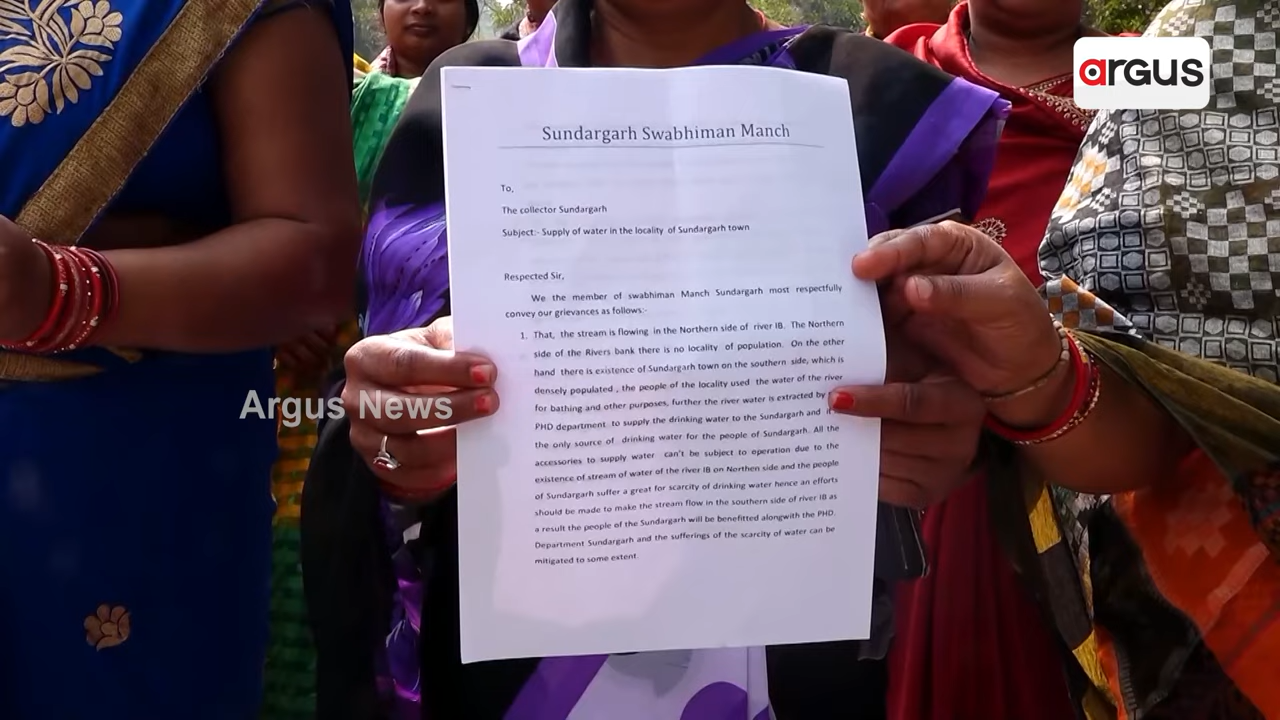 argus
Sundargarh Swabhiman Manch
To,
The collector Sundargarh
Subject:- Supply of water in the locality of Sundargarh town
Respected Sir,
We the member of swabhiman Manch Sundargarh most respectfully
convey our grievances as follows:-
1. That, the stream is flowing in the Northern side of river IB. The Northern
side of the Rivers bank there is no locality of population. On the other
hand there is existence of Sundargarh town on the southern side, which is
densely populated , the people of the locality used the water of the river
for bathing and other purposes, further the river water is extracted by
PHD department to supply the drinking water to the Sundargarh and
the only source of drinking water for the people of Sundargarh. All the
accessories to supply water can't be subject to operation due to the
existence of stream of water of the river IB on Northen side and the people
of Sundargarh suffer a great for scarcity of drinking water hence an efforts
should be made to make the stream flow in the southern side of river IB as
a result the people of the Sundargarh will be benefitted alongwith the PHD.
Department Sundargarh and the sufferings of the scarcity of water can be
mitigated to some extent.
Argus News